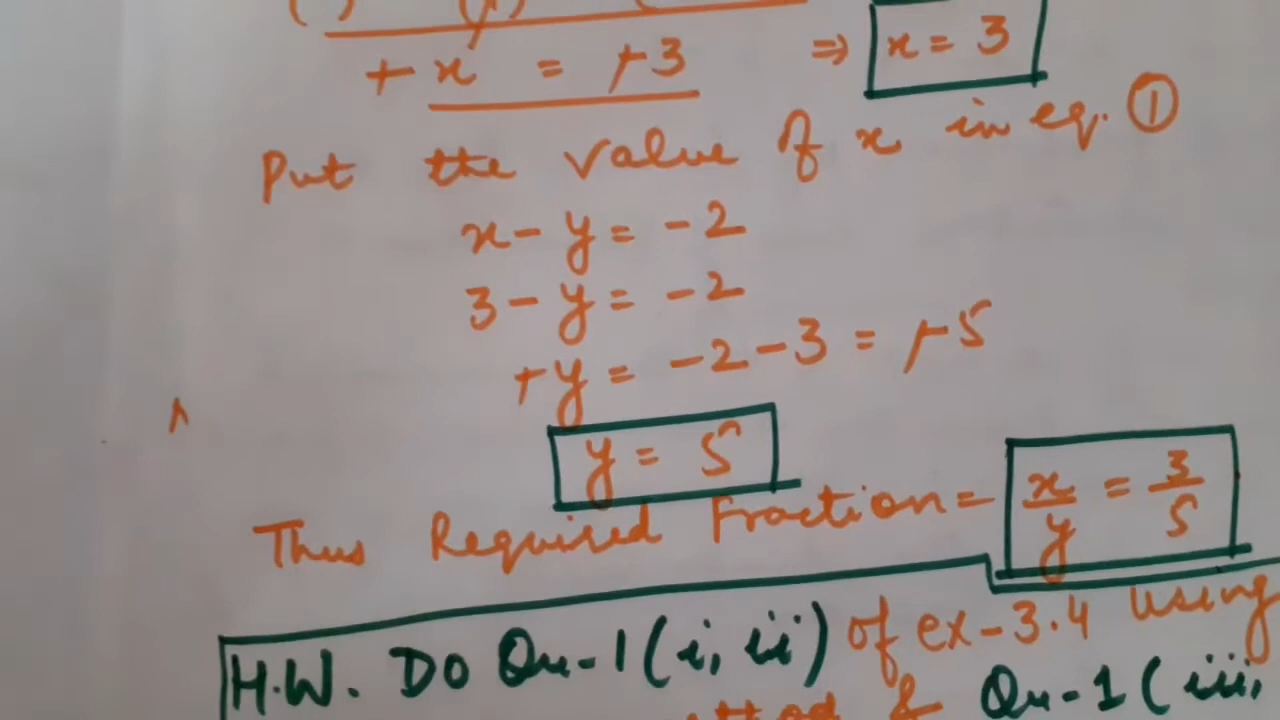 + x = +3 ⇒ x = 3
Put the value of x in eq. ①
x - y = -2
3 - y = -2
+y = -2 - 3 = +5
y = 5
Thus Required Fraction = x/y = 3/5
H.W. DO Qu-1 (i, ii) of ex-3.4 using
& Qu-1 (iii,